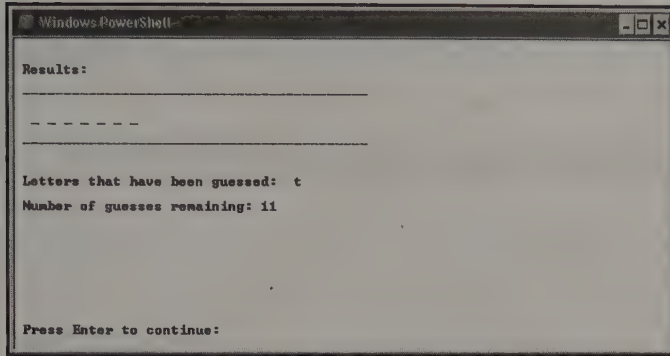 Windows PowerShell
Results:
_ _ _ _ _ _ _
Letters that have been guessed: t
Number of guesses remaining: 11
Press Enter to continue: